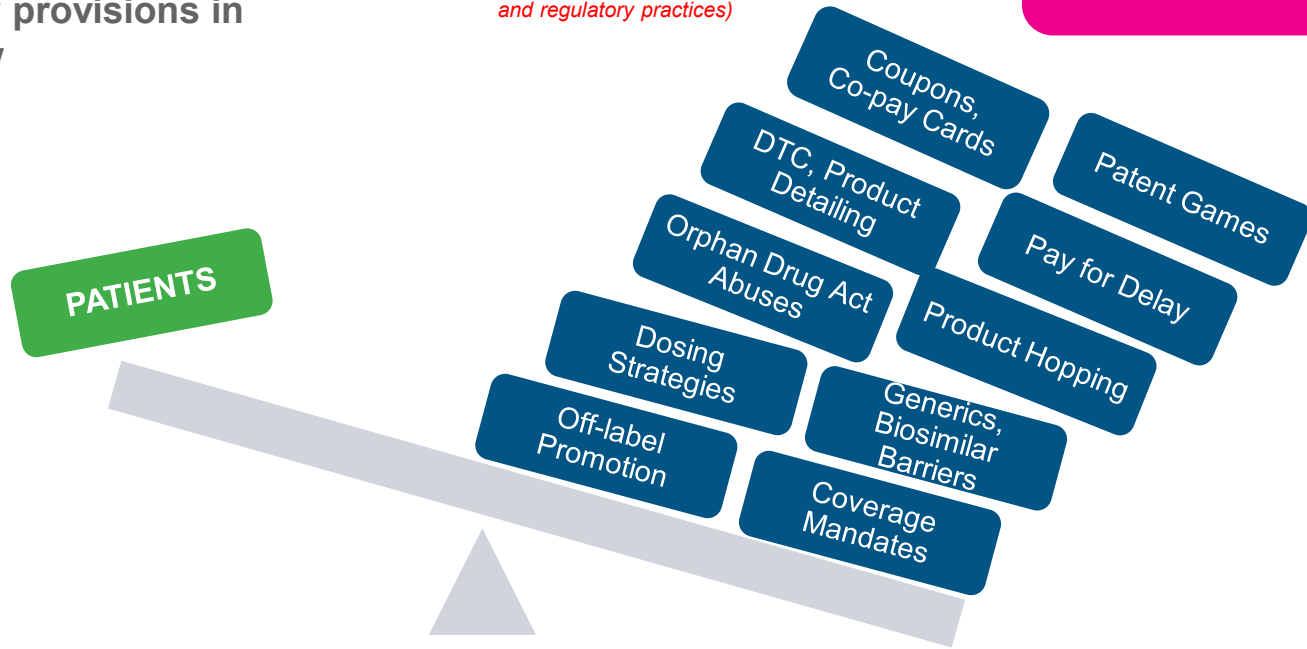 provisions in
and regulatory practices)
Coupons,
Co-pay Cards
Patent Games
DTC, Product
Detailing
Pay for Delay
Orphan Drug Act
Abuses
Product Hopping
PATIENTS
Dosing
Strategies
Generics,
Biosimilar
Barriers
Off-label
Promotion
Coverage
Mandates